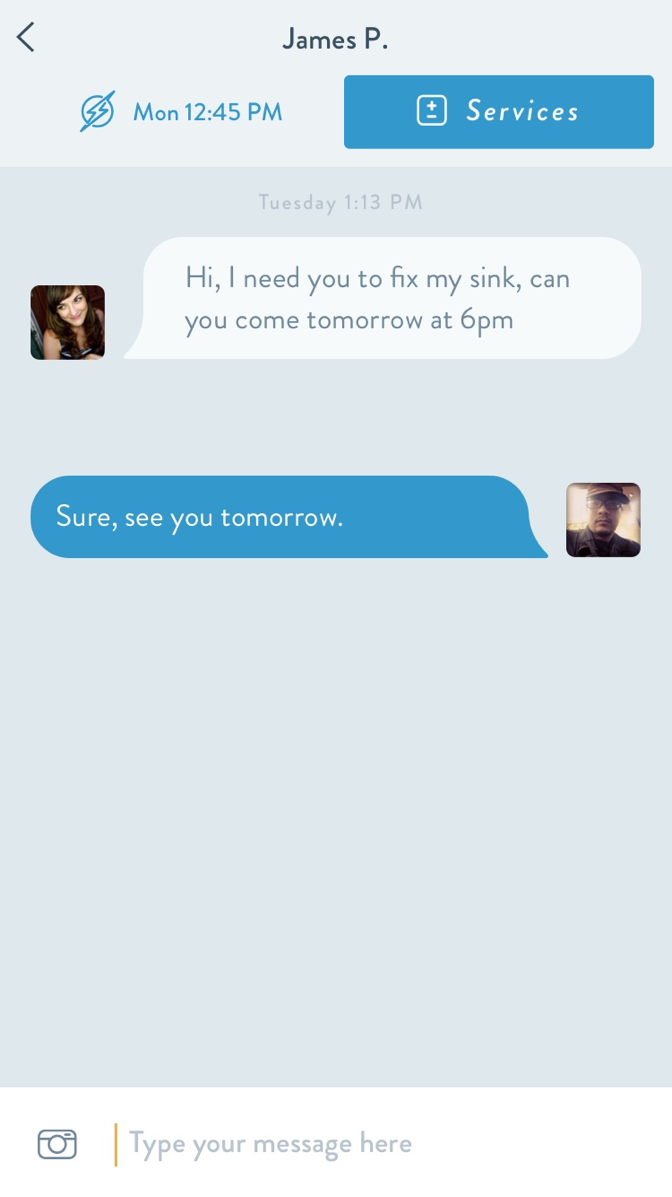 James P.
Mon 12:45 PM
Services
Tuesday 1:13 PM
Hi, I need you to fix my sink, can
you come tomorrow at 6pm
Sure, see you tomorrow.
Type your message here